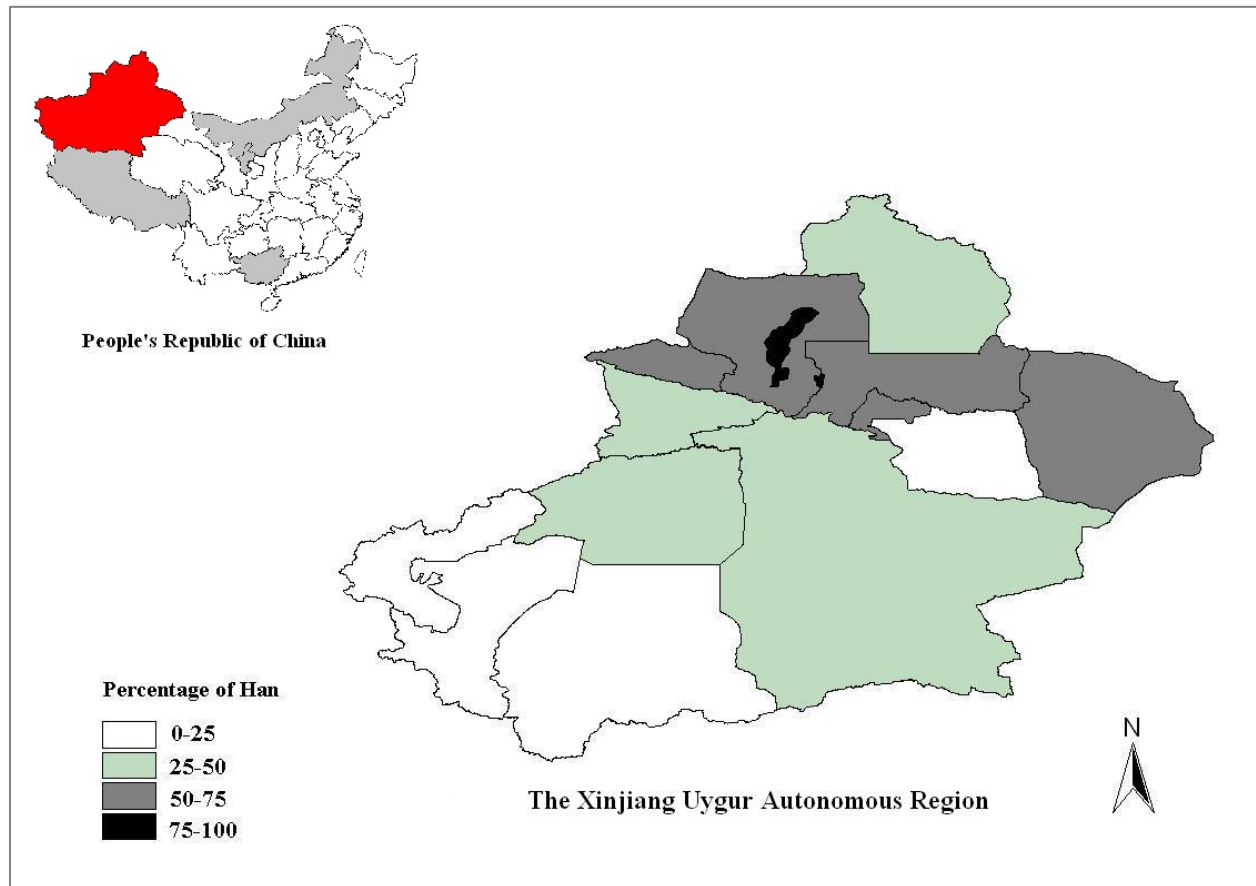 People's Republic of China
Percentage of Han
0-25
25-50
50-75
75-100
The Xinjiang Uygur Autonomous Region
N